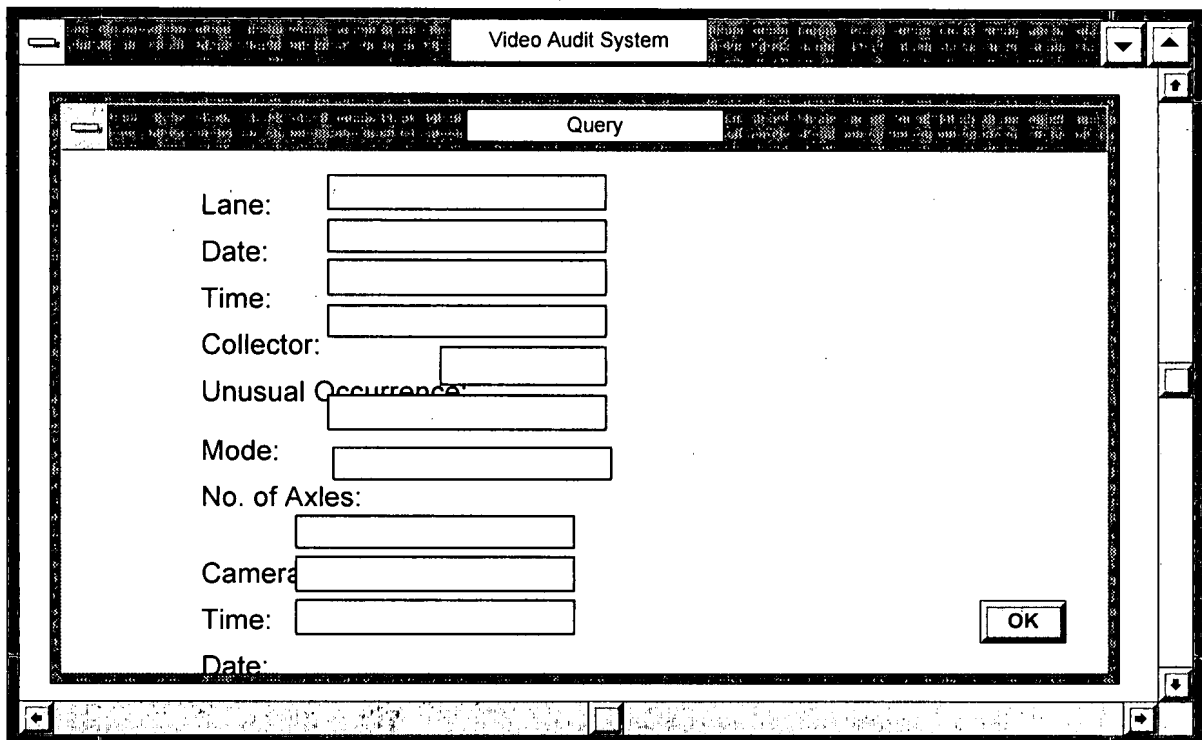 Video Audit System
Query
Lane:
Date:
Time:
Collector:
Unusual Occurrence:
Mode:
No. of Axles:
Camera
Time:
OK
Date: